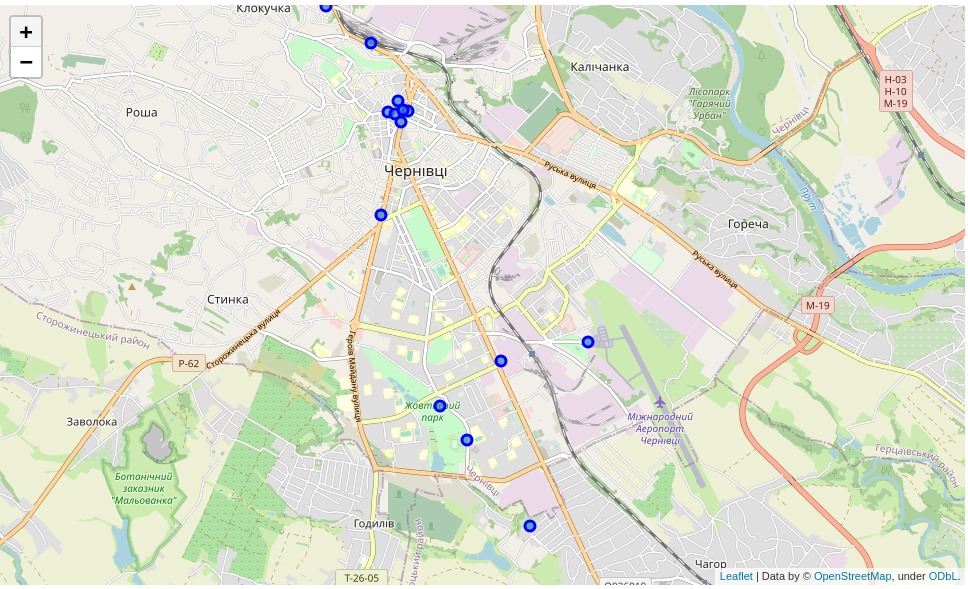 Клокучка
+
−
Калічанка
Н-03
Н-10
М-19
Роша
Лісопарк
"Гарячий
Урбан"
Чернівці
Чернівці
Руська вулиця
Прут
Гореча
Руська вулиця
Стинка
М-19
Сторожинецький район
Сторожинецька вулиця
Р-62
Героїв Майдану вулиця
Жовтневий
парк
Міжнародний
Аеропорт
Чернівці
Заволока
Герцаївський район
Ботанічний
заказник
"Мальованка"
Чернівці
Годилів
Чагор
Т-26-05
Leaflet | Data by © OpenStreetMap, under ODbL.